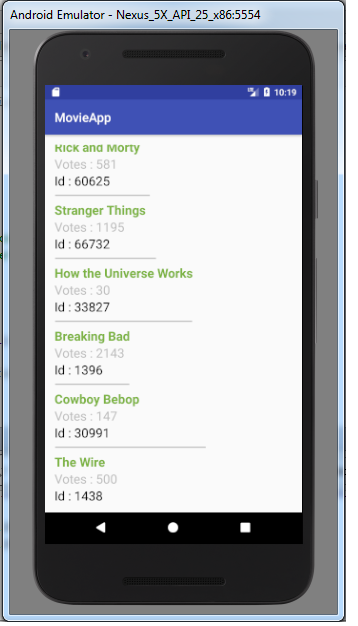 Android Emulator - Nexus_5X_API_25_x86:5554
10:19
MovieApp
Rick and Morty
Votes : 581
Id : 60625
Stranger Things
Votes : 1195
Id : 66732
How the Universe Works
Votes : 30
Id : 33827
Breaking Bad
Votes : 2143
Id : 1396
Cowboy Bebop
Votes : 147
Id : 30991
The Wire
Votes : 500
Id : 1438